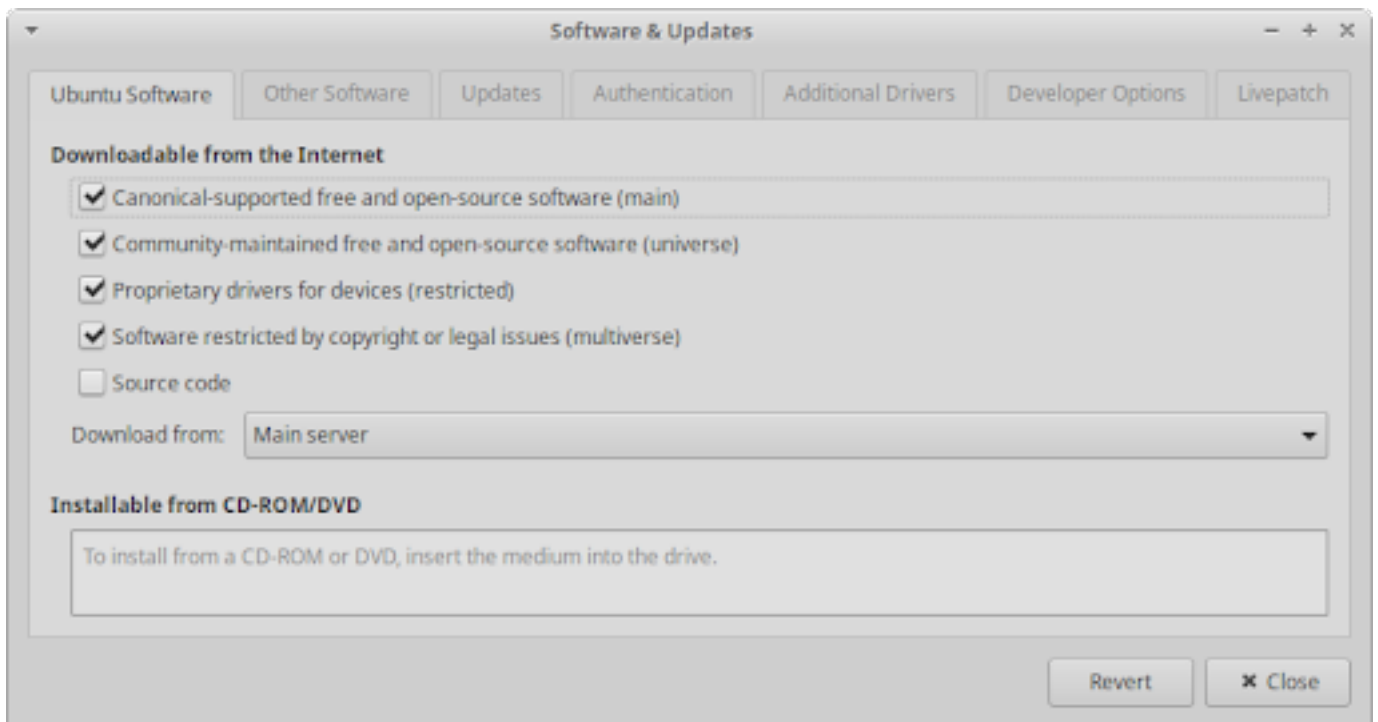 Software & Updates
Ubuntu Software Other Software Updates Authentication Additional Drivers Developer Options Livepatch
Downloadable from the Internet
Canonical-supported free and open-source software (main)
Community-maintained free and open-source software (universe)
Proprietary drivers for devices (restricted)
Software restricted by copyright or legal issues (multiverse)
Source code
Download from: Main server
Installable from CD-ROM/DVD
To install from a CD-ROM or DVD, insert the medium into the drive.
Revert Close